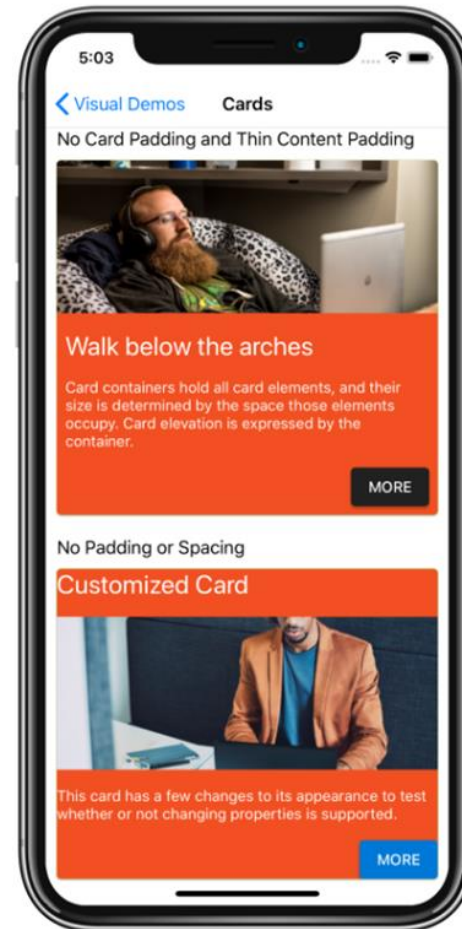 5:03
Visual Demos Cards
No Card Padding and Thin Content Padding
Walk below the arches
Card containers hold all card elements, and their
size is determined by the space those elements
occupy. Card elevation is expressed by the
container.
MORE
No Padding or Spacing
Customized Card
This card has a few changes to its appearance to test
whether or not changing properties is supported.
MORE